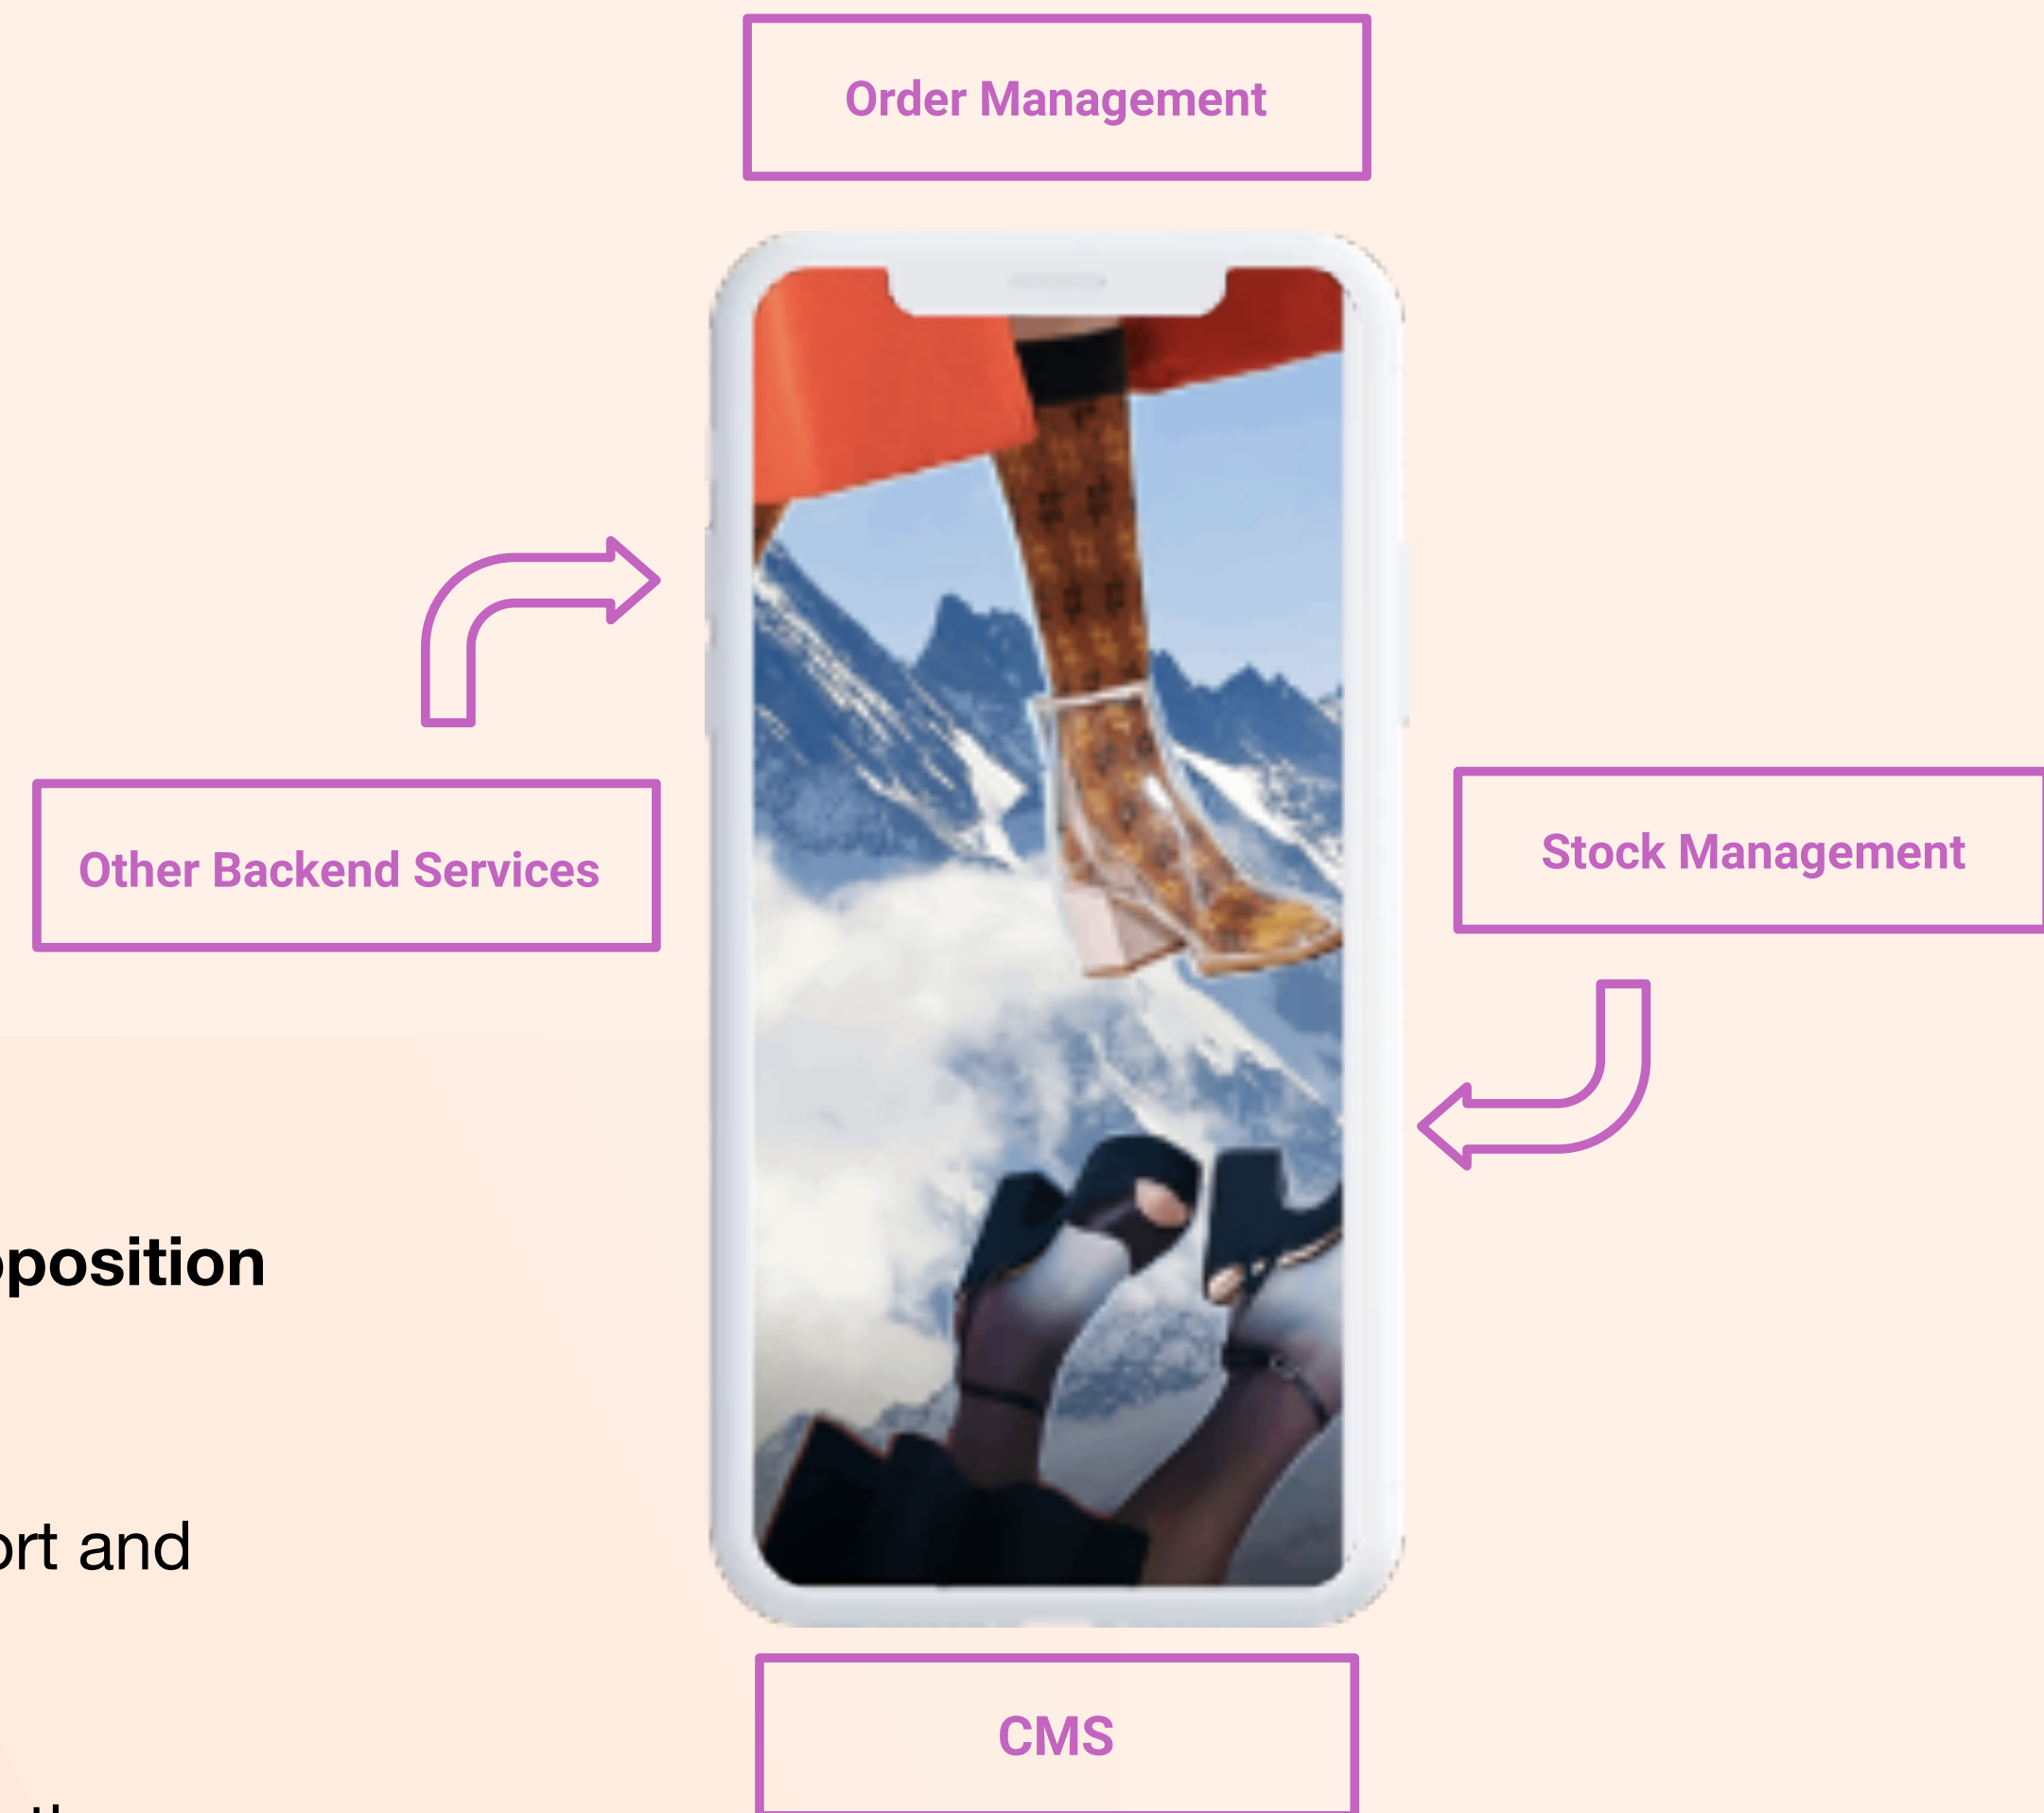 Order Management
Other Backend Services
Stock Management
position
rt and
CMS